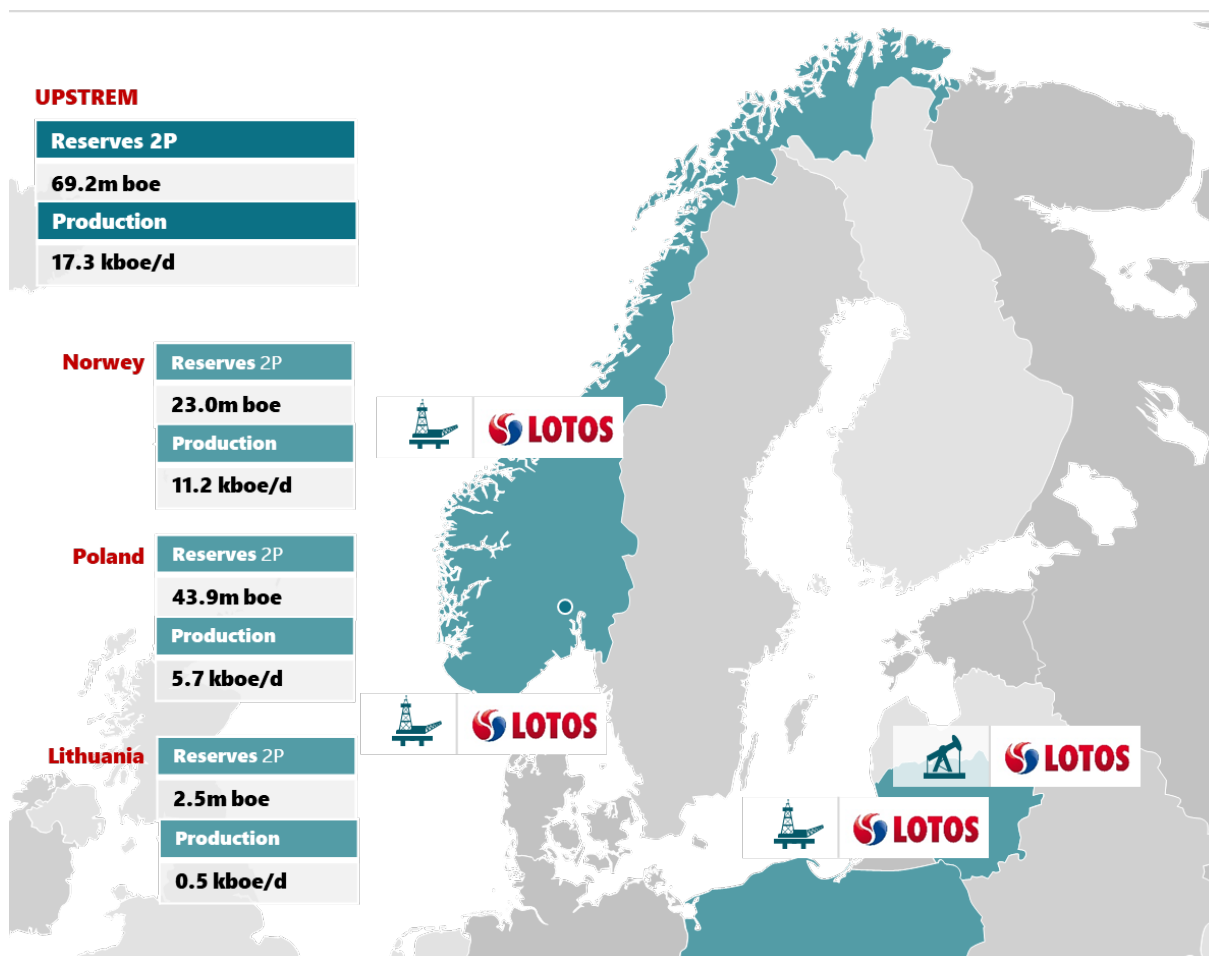 UPSTREM
Reserves 2P
69.2m boe
Production
17.3 kboe/d
Norwey
Reserves 2P
23.0m boe
Production
11.2 kboe/d
LOTOS
Poland
Reserves 2P
43.9m boe
Production
5.7 kboe/d
LOTOS
Lithuania
Reserves 2P
2.5m boe
Production
0.5 kboe/d
LOTOS
LOTOS